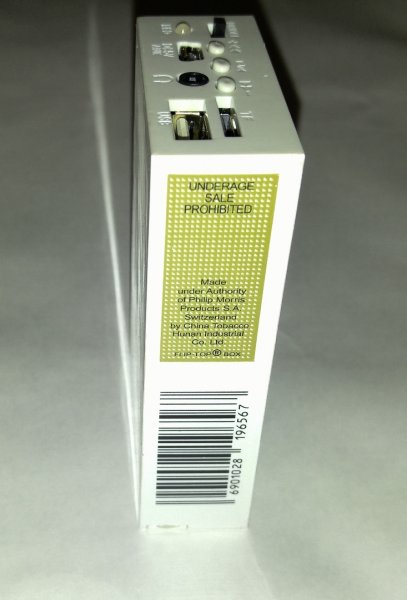 UNDERAGE
SALE
PROHIBITED
Made
under Authority
of Philip Morris
Products S.A.
Switzerland
by China Tobacco
Hunan Industrial
Co. Ltd
FLIP-TOP® BOX
6901028 196567